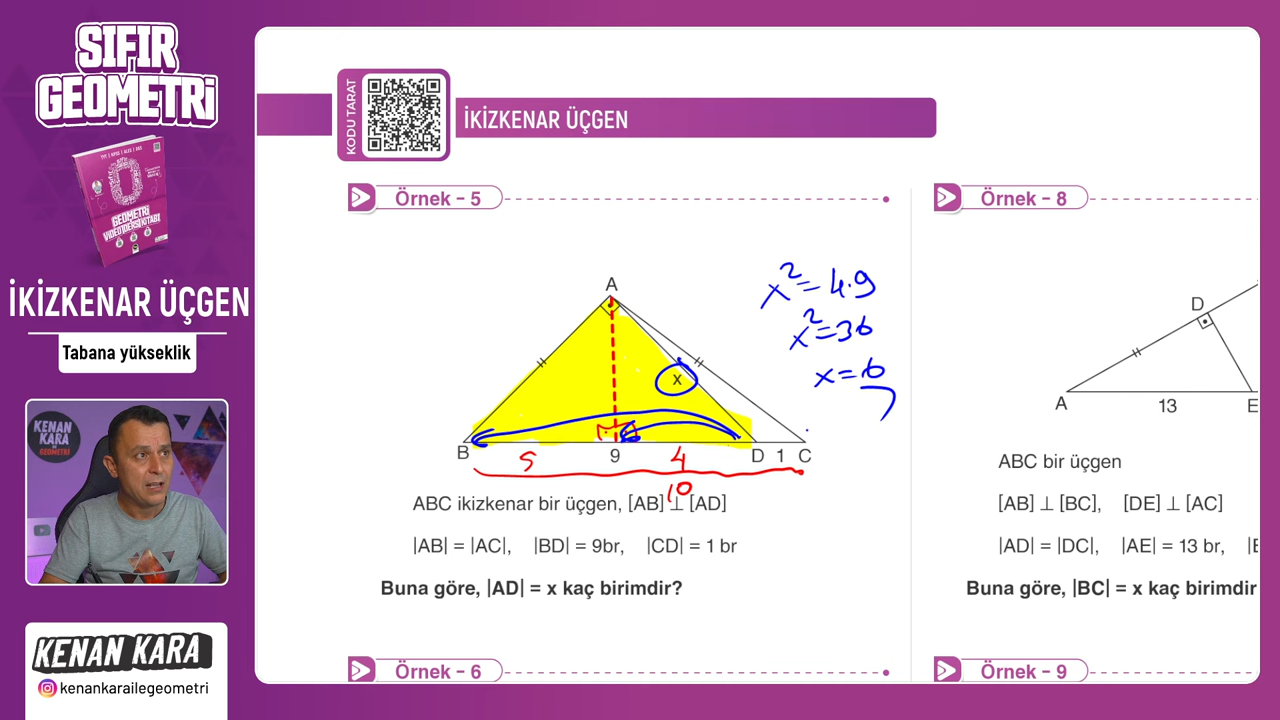 SIFIR
GEOMETRİ
GEOMETRİ
VİDEO DERS KİTABI
İKİZKENAR ÜÇGEN
Tabana yükseklik
KENAN
KARA
KENAN KARA
kenankarailegeometri
KODU TARAT
İKİZKENAR ÜÇGEN
Örnek - 5
A
B
D
C
x
9
1
5
4
10
x²=4.9
x²=36
x=6
ABC ikizkenar bir üçgen, [AB] ⊥ [AD]
|AB| = |AC|, |BD| = 9br, |CD| = 1 br
Buna göre, |AD| = x kaç birimdir?
Örnek - 6
Örnek - 8
D
A
13
E
ABC bir üçgen
[AB] ⊥ [BC], [DE] ⊥ [AC]
|AD| = |DC|, |AE| = 13 br, |E
Buna göre, |BC| = x kaç birimdir
Örnek - 9